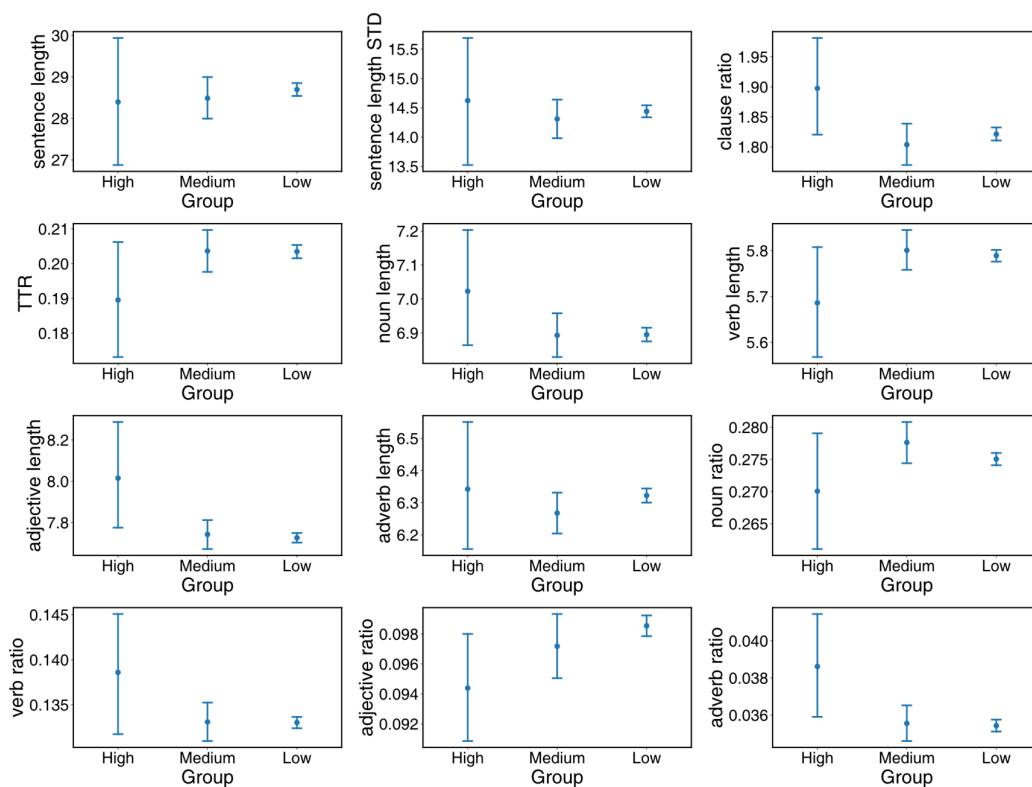 sentence length
30
29
28
27
High Medium Low
Group
sentence length STD
15.5
15.0
14.5
14.0
13.5
High Medium Low
Group
clause ratio
1.95
1.90
1.85
1.80
High Medium Low
Group
TTR
0.21
0.20
0.19
0.18
High Medium Low
Group
noun length
7.2
7.1
7.0
6.9
High Medium Low
Group
verb length
5.8
5.7
5.6
High Medium Low
Group
adjective length
8.2
8.0
7.8
High Medium Low
Group
adverb length
6.5
6.4
6.3
6.2
High Medium Low
Group
noun ratio
0.280
0.275
0.270
0.265
High Medium Low
Group
verb ratio
0.145
0.140
0.135
High Medium Low
Group
adjective ratio
0.098
0.096
0.094
0.092
High Medium Low
Group
adverb ratio
0.040
0.038
0.036
High Medium Low
Group